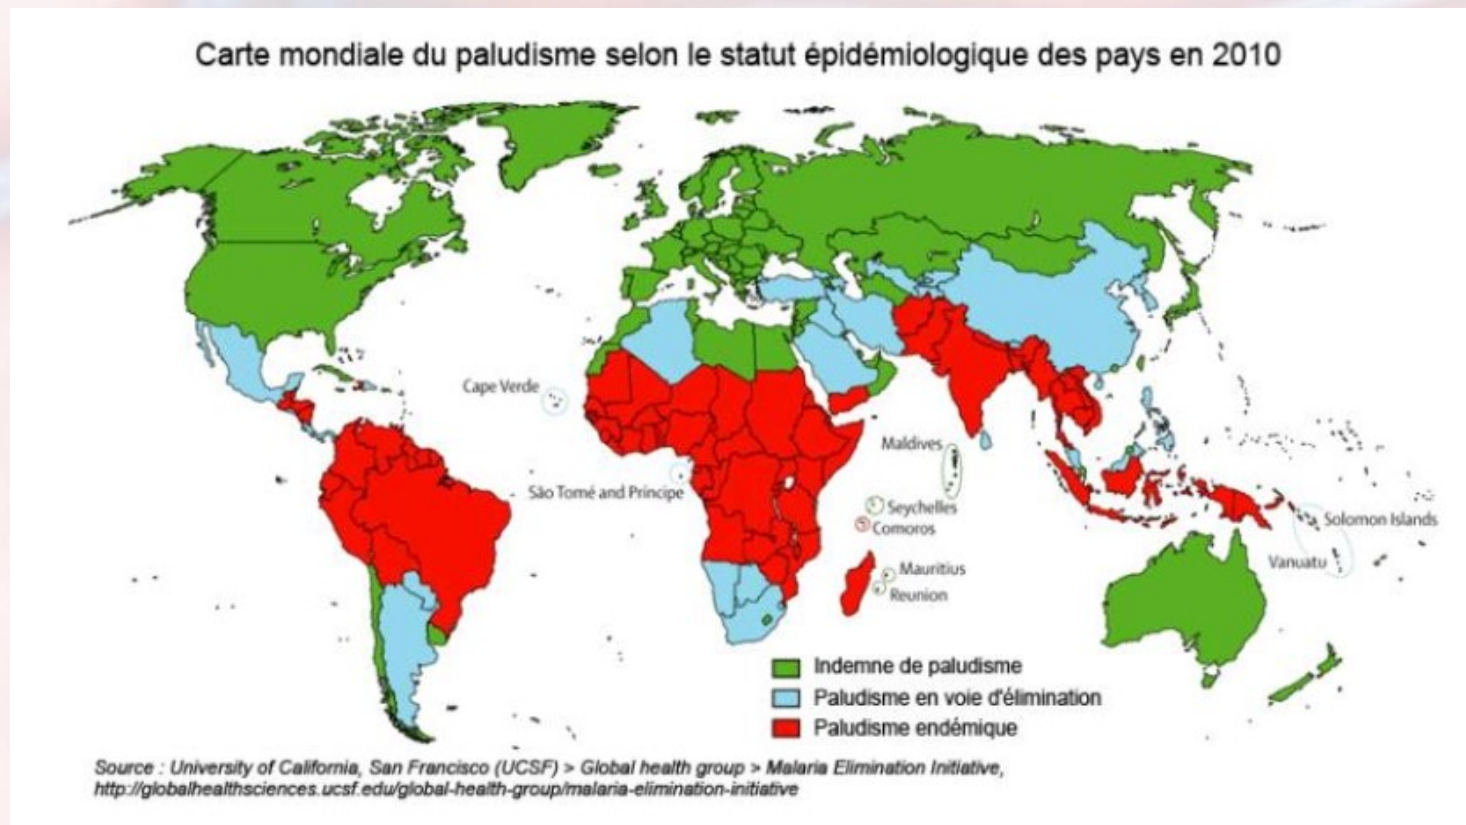 Carte mondiale du paludisme selon le statut épidémiologique des pays en 2010
Cape Verde
Maldives
São Tomé and Principe
Seychelles
Comoros
Solomon Islands
Vanuatu
Mauritius
Reunion
Indemne de paludisme
Paludisme en voie d'élimination
Paludisme endémique
Source : University of California, San Francisco (UCSF) > Global health group > Malaria Elimination Initiative,
http://globalhealthsciences.ucsf.edu/global-health-group/malaria-elimination-initiative